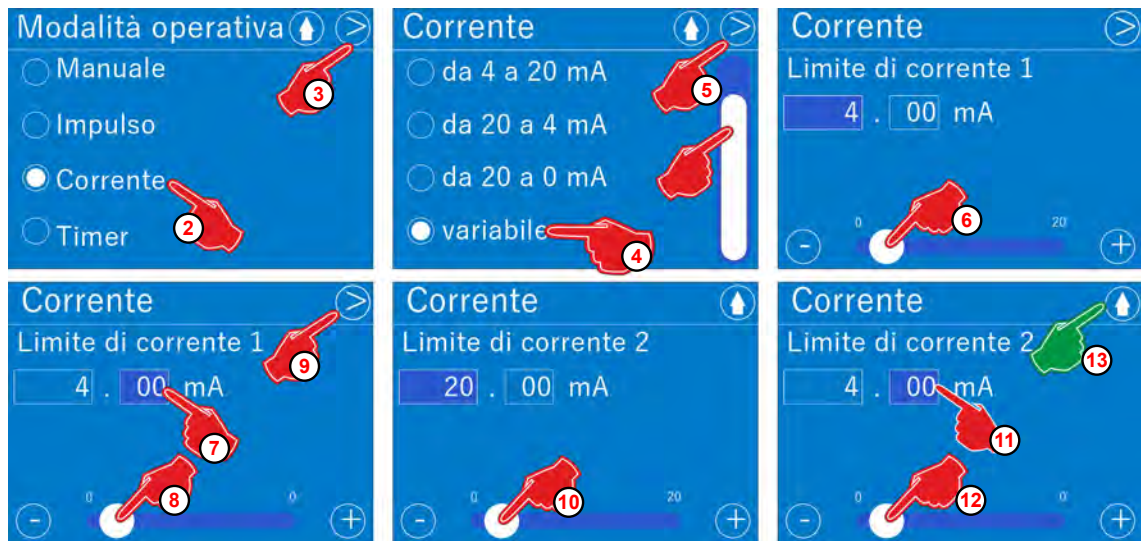 Modalità operativa
Manuale
3
Impulso
Corrente
2
Timer
Corrente
da 4 a 20 mA
5
da 20 a 4 mA
da 20 a 0 mA
variabile
4
Corrente
Limite di corrente 1
4 . 00 mA
6
0 20
- +
Corrente
Limite di corrente 1
9
4 . 00 mA
7
8
0 0
- +
Corrente
Limite di corrente 2
20 . 00 mA
10
0 20
- +
Corrente
Limite di corrente 2
13
4 . 00 mA
11
12
0 0
- +